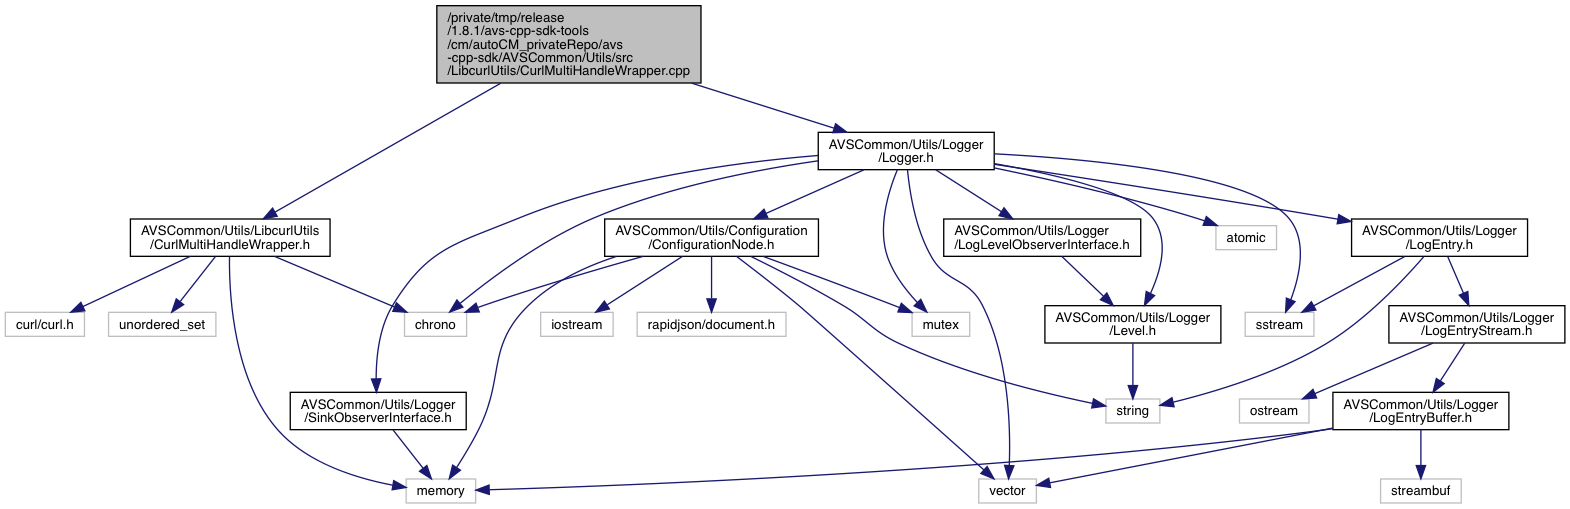 /private/tmp/release
/1.8.1/avs-cpp-sdk-tools
/cm/autoCM_privateRepo/avs
-cpp-sdk/AVSCommon/Utils/src
/LibcurlUtils/CurlMultiHandleWrapper.cpp
AVSCommon/Utils/Logger
/Logger.h
AVSCommon/Utils/LibcurlUtils
/CurlMultiHandleWrapper.h
AVSCommon/Utils/Configuration
/ConfigurationNode.h
AVSCommon/Utils/Logger
/LogLevelObserverInterface.h
atomic
AVSCommon/Utils/Logger
/LogEntry.h
curl/curl.h
unordered_set
chrono
iostream
rapidjson/document.h
mutex
AVSCommon/Utils/Logger
/Level.h
sstream
AVSCommon/Utils/Logger
/LogEntryStream.h
AVSCommon/Utils/Logger
/SinkObserverInterface.h
string
ostream
AVSCommon/Utils/Logger
/LogEntryBuffer.h
memory
vector
streambuf